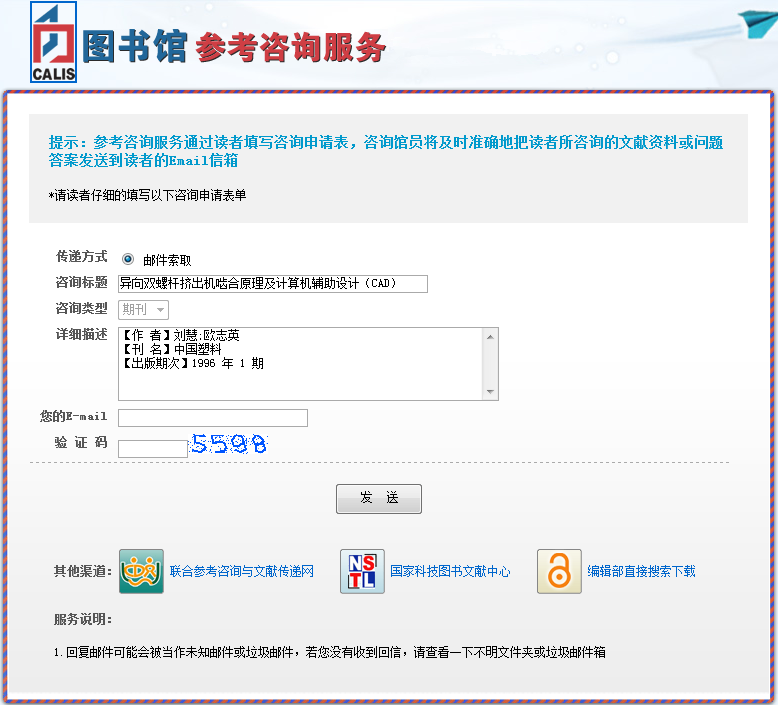 CALIS
图书馆 参考咨询服务
提示：参考咨询服务通过读者填写咨询申请表，咨询馆员将及时准确地把读者所咨询的文献资料或问题
答案发送到读者的Email信箱
*请读者仔细的填写以下咨询申请表单
传递方式 邮件索取
咨询标题 异向双螺杆挤出机啮合原理及计算机辅助设计（CAD）
咨询类型 期刊
详细描述 【作 者】刘慧;欧志英
【刊 名】中国塑料
【出版期次】1996 年 1 期
您的E-mail
验 证 码 5598
发 送
其他渠道： 联合参考咨询与文献传递网 NSTL 国家科技图书文献中心 编辑部直接搜索下载
服务说明：
1.回复邮件可能会被当作未知邮件或垃圾邮件，若您没有收到回信，请查看一下不明文件夹或垃圾邮件箱